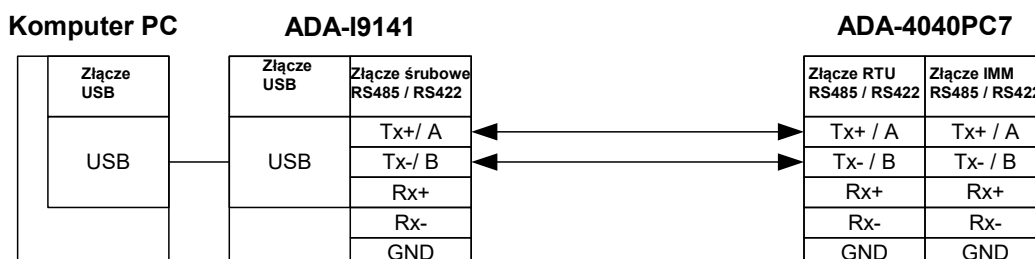 Komputer PC
ADA-I9141
ADA-4040PC7
Złącze
USB
Złącze
USB
Złącze śrubowe
RS485 / RS422
Złącze RTU
RS485 / RS422
Złącze IMM
RS485 / RS422
USB
USB
Tx+/ A
Tx-/ B
Rx+
Rx-
GND
Tx+ / A
Tx+ / A
Tx- / B
Tx- / B
Rx+
Rx+
Rx-
Rx-
GND
GND